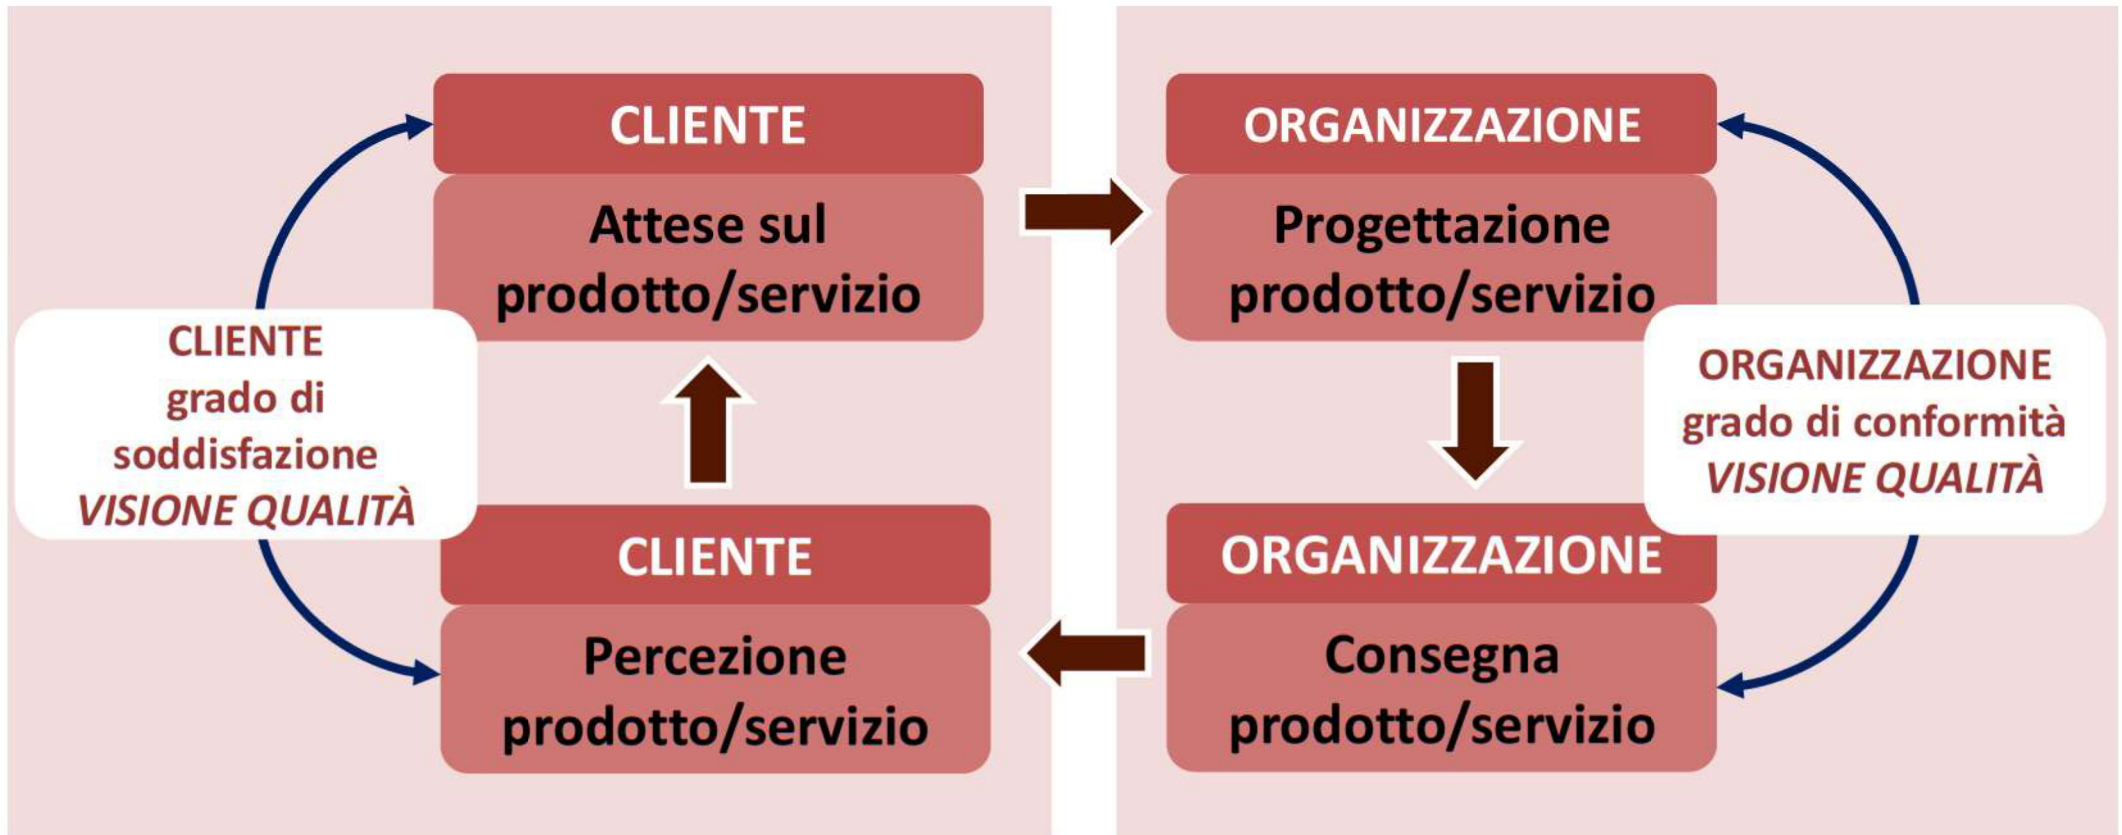 CLIENTE
Attese sul
prodotto/servizio
ORGANIZZAZIONE
Progettazione
prodotto/servizio
CLIENTE
grado di
soddisfazione
VISIONE QUALITÀ
ORGANIZZAZIONE
grado di conformità
VISIONE QUALITÀ
CLIENTE
Percezione
prodotto/servizio
ORGANIZZAZIONE
Consegna
prodotto/servizio